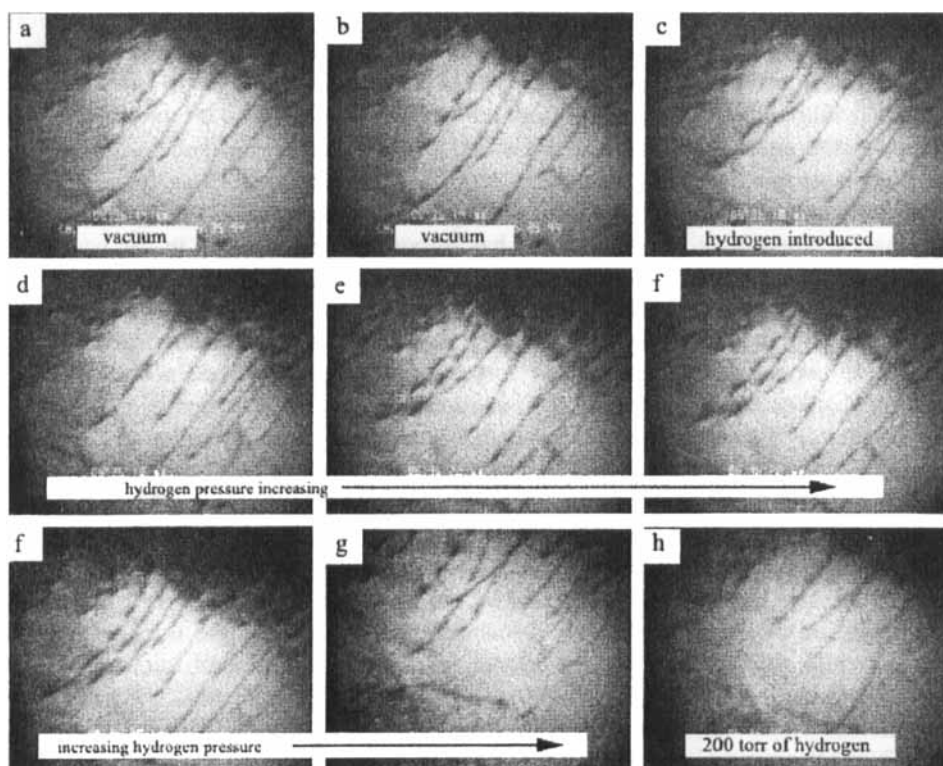 a
b
c
vacuum
vacuum
hydrogen introduced
d
e
f
hydrogen pressure increasing
f
g
h
increasing hydrogen pressure
200 torr of hydrogen